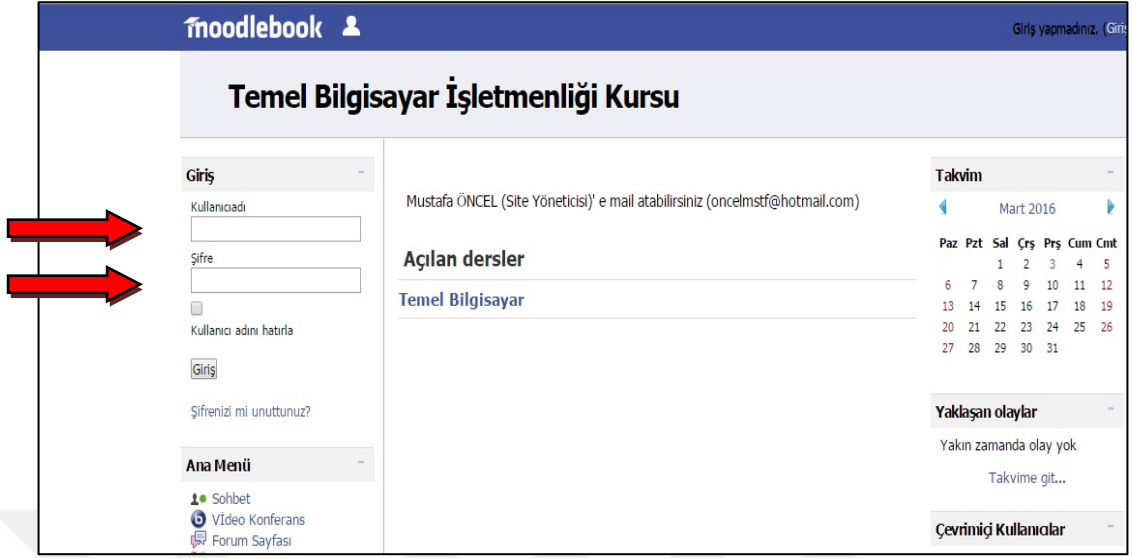 moodlebook
Giriş yapmadınız. (Giriş
Temel Bilgisayar İşletmenliği Kursu
Giriş
Kullanıcıadı
Şifre
Kullanıcı adını hatırla
Giriş
Şifrenizi mi unuttunuz?
Ana Menü
Sohbet
Vİdeo Konferans
Forum Sayfası
Mustafa ÖNCEL (Site Yöneticisi)' e mail atabilirsiniz (oncelmstf@hotmail.com)
Açılan dersler
Temel Bilgisayar
Takvim
Mart 2016
Paz Pzt Sal Çrş Prş Cum Cmt
1 2 3 4 5
6 7 8 9 10 11 12
13 14 15 16 17 18 19
20 21 22 23 24 25 26
27 28 29 30 31
Yaklaşan olaylar
Yakın zamanda olay yok
Takvime git...
Çevrimiçi Kullanıcılar